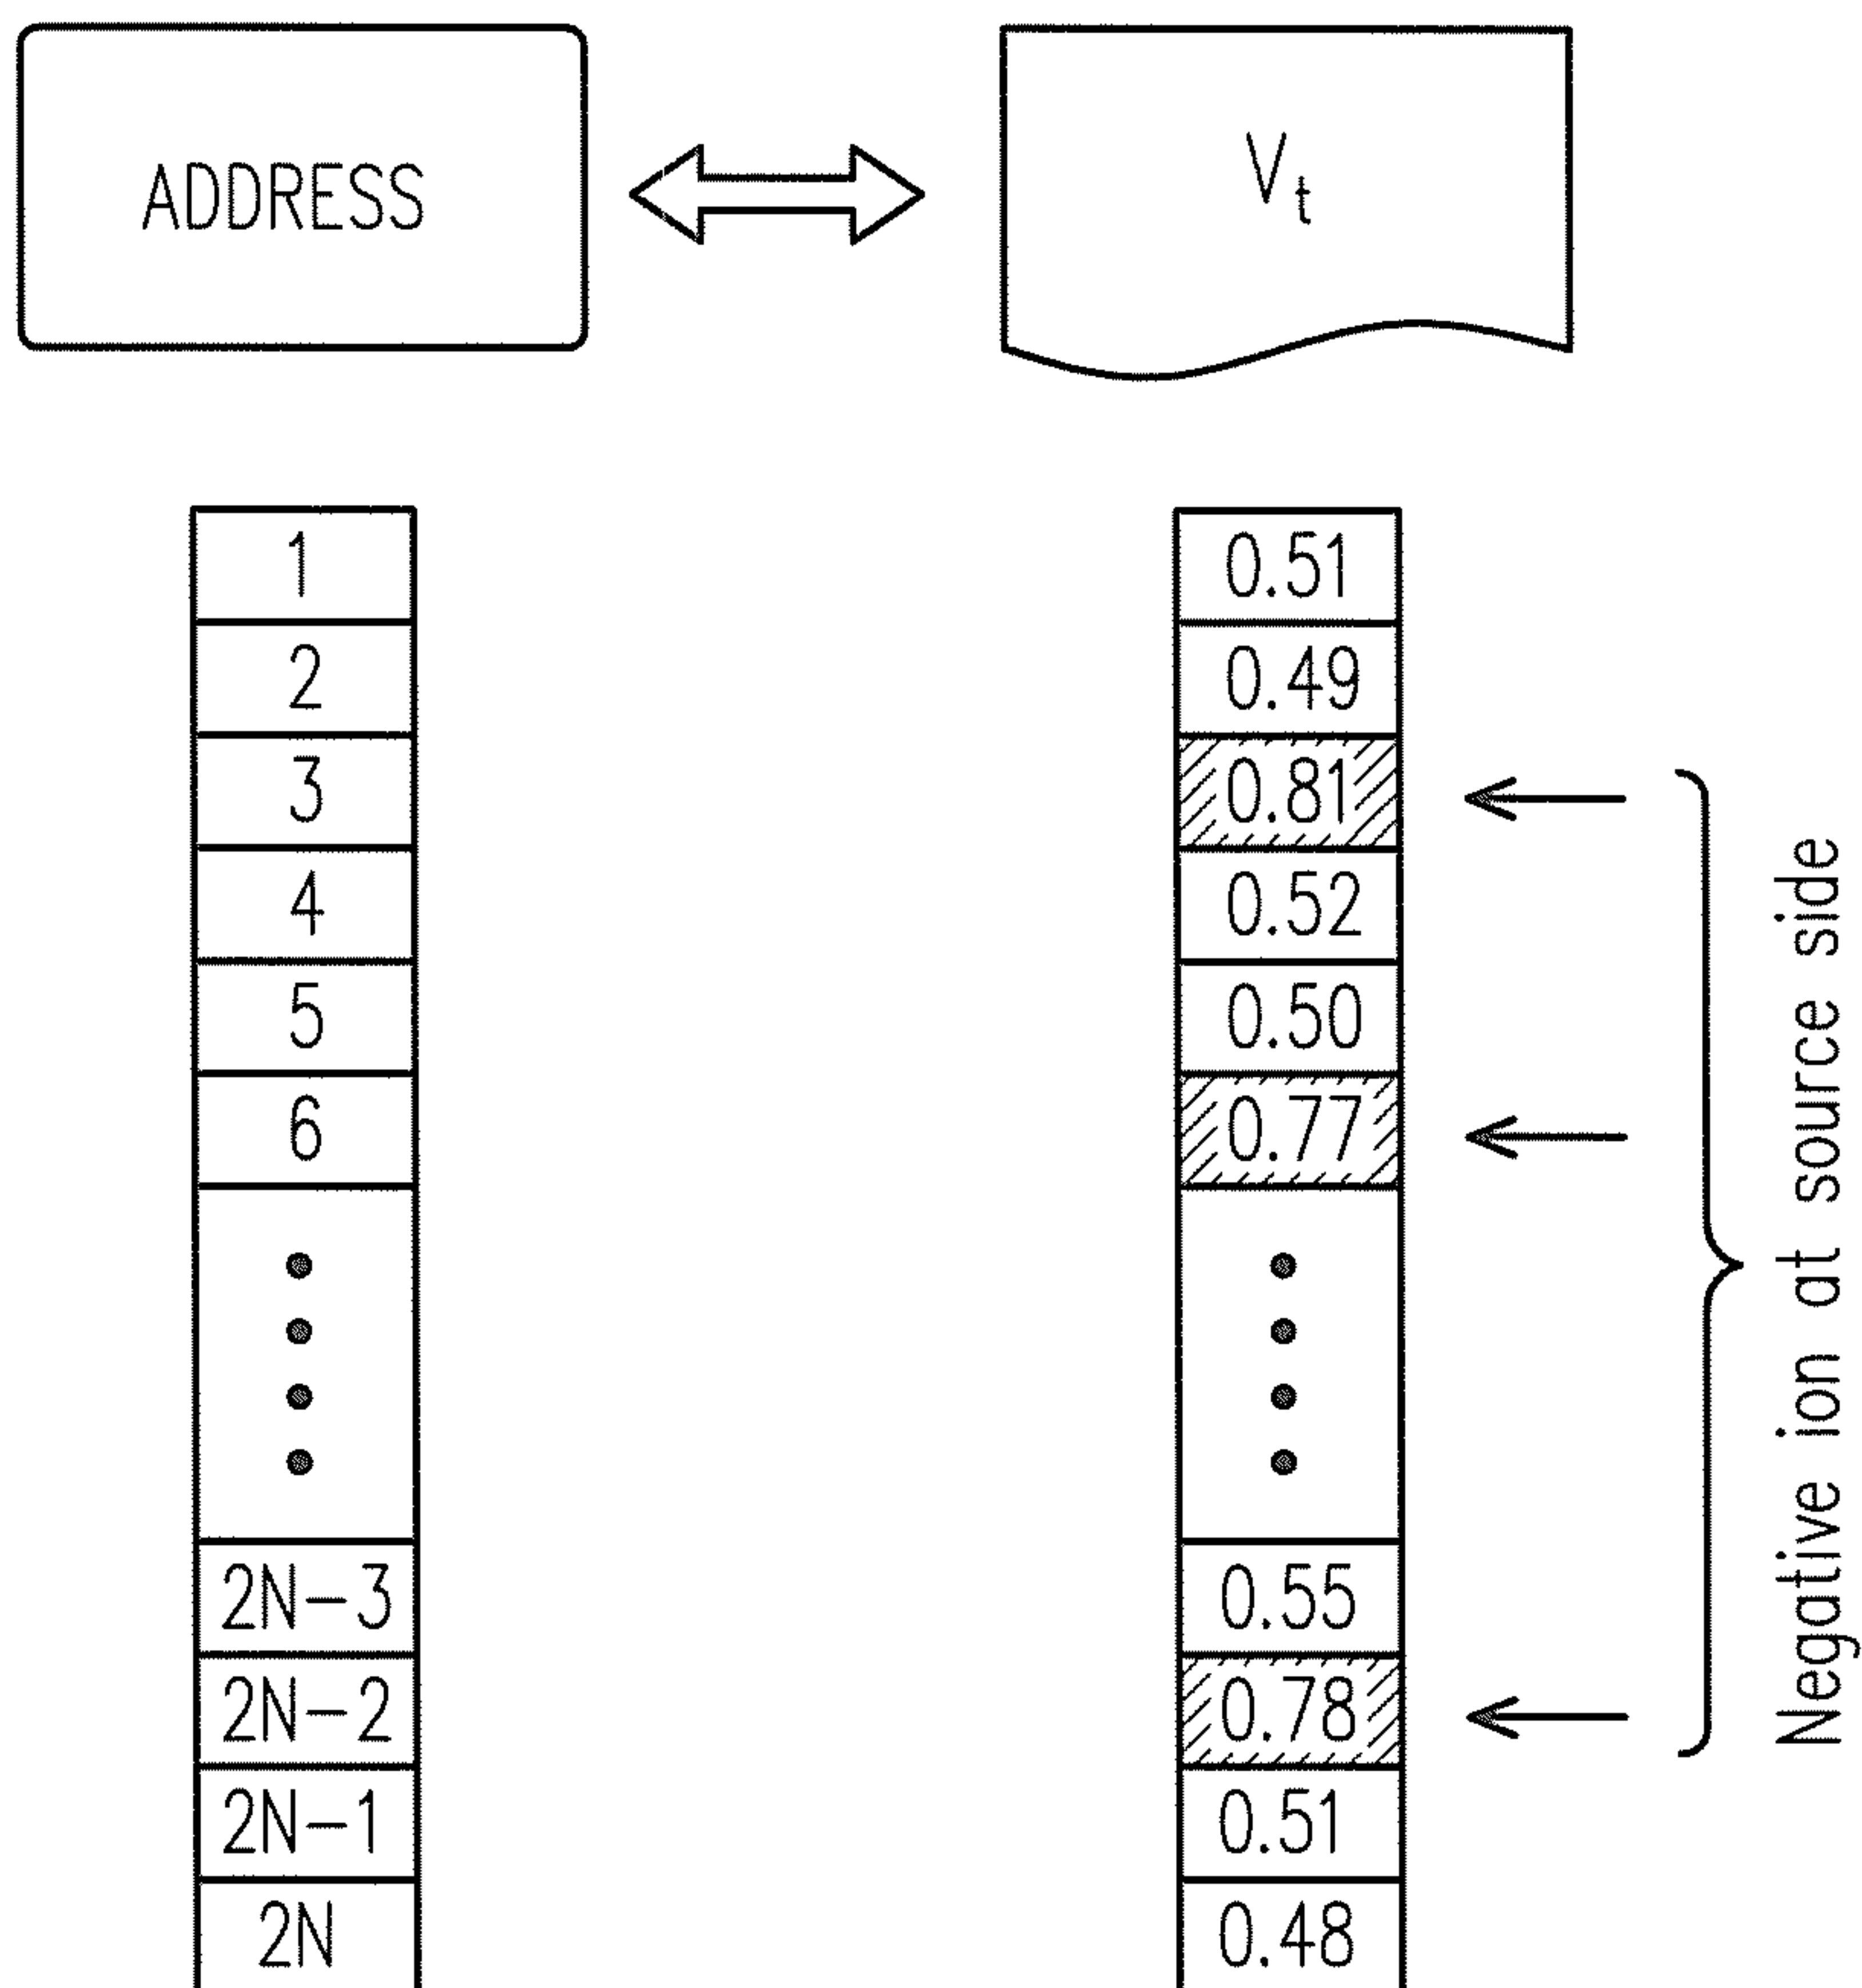 ADDRESS
Vt
1 0.51
2 0.49
3 0.81
4 0.52
5 0.50
6 0.77
2N-3 0.55
2N-2 0.78
2N-1 0.51
2N 0.48
Negative ion at source side